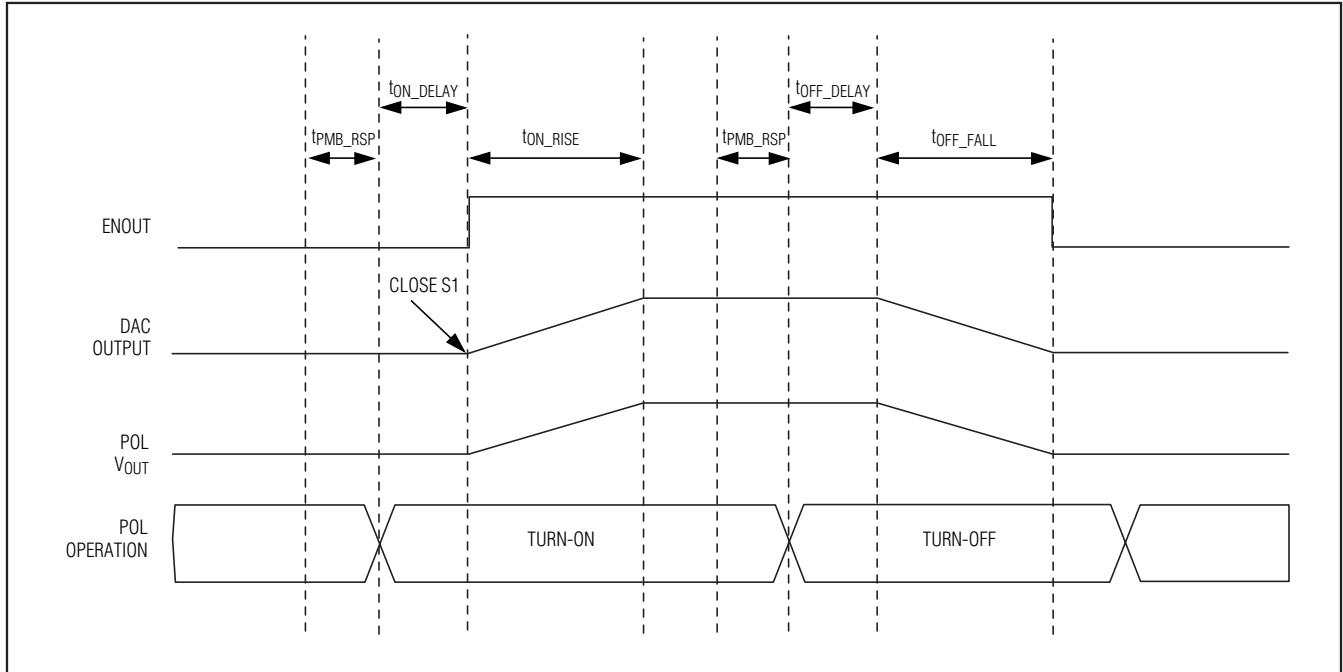 tON_DELAY
tOFF_DELAY
tPMB_RSP
tON_RISE
tPMB_RSP
tOFF_FALL
ENOUT
CLOSE S1
DAC
OUTPUT
POL
VOUT
POL
OPERATION
TURN-ON
TURN-OFF